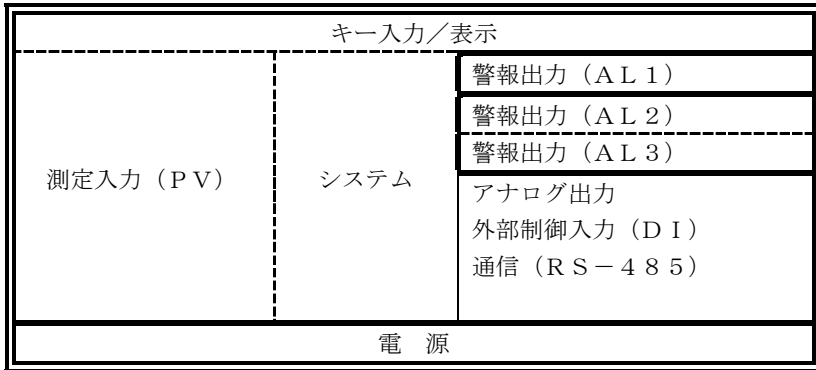 キー入力／表示
測定入力（ＰＶ）
システム
警報出力（ＡＬ１）
警報出力（ＡＬ２）
警報出力（ＡＬ３）
アナログ出力
外部制御入力（ＤＩ）
通信（ＲＳ－４８５）
電　源